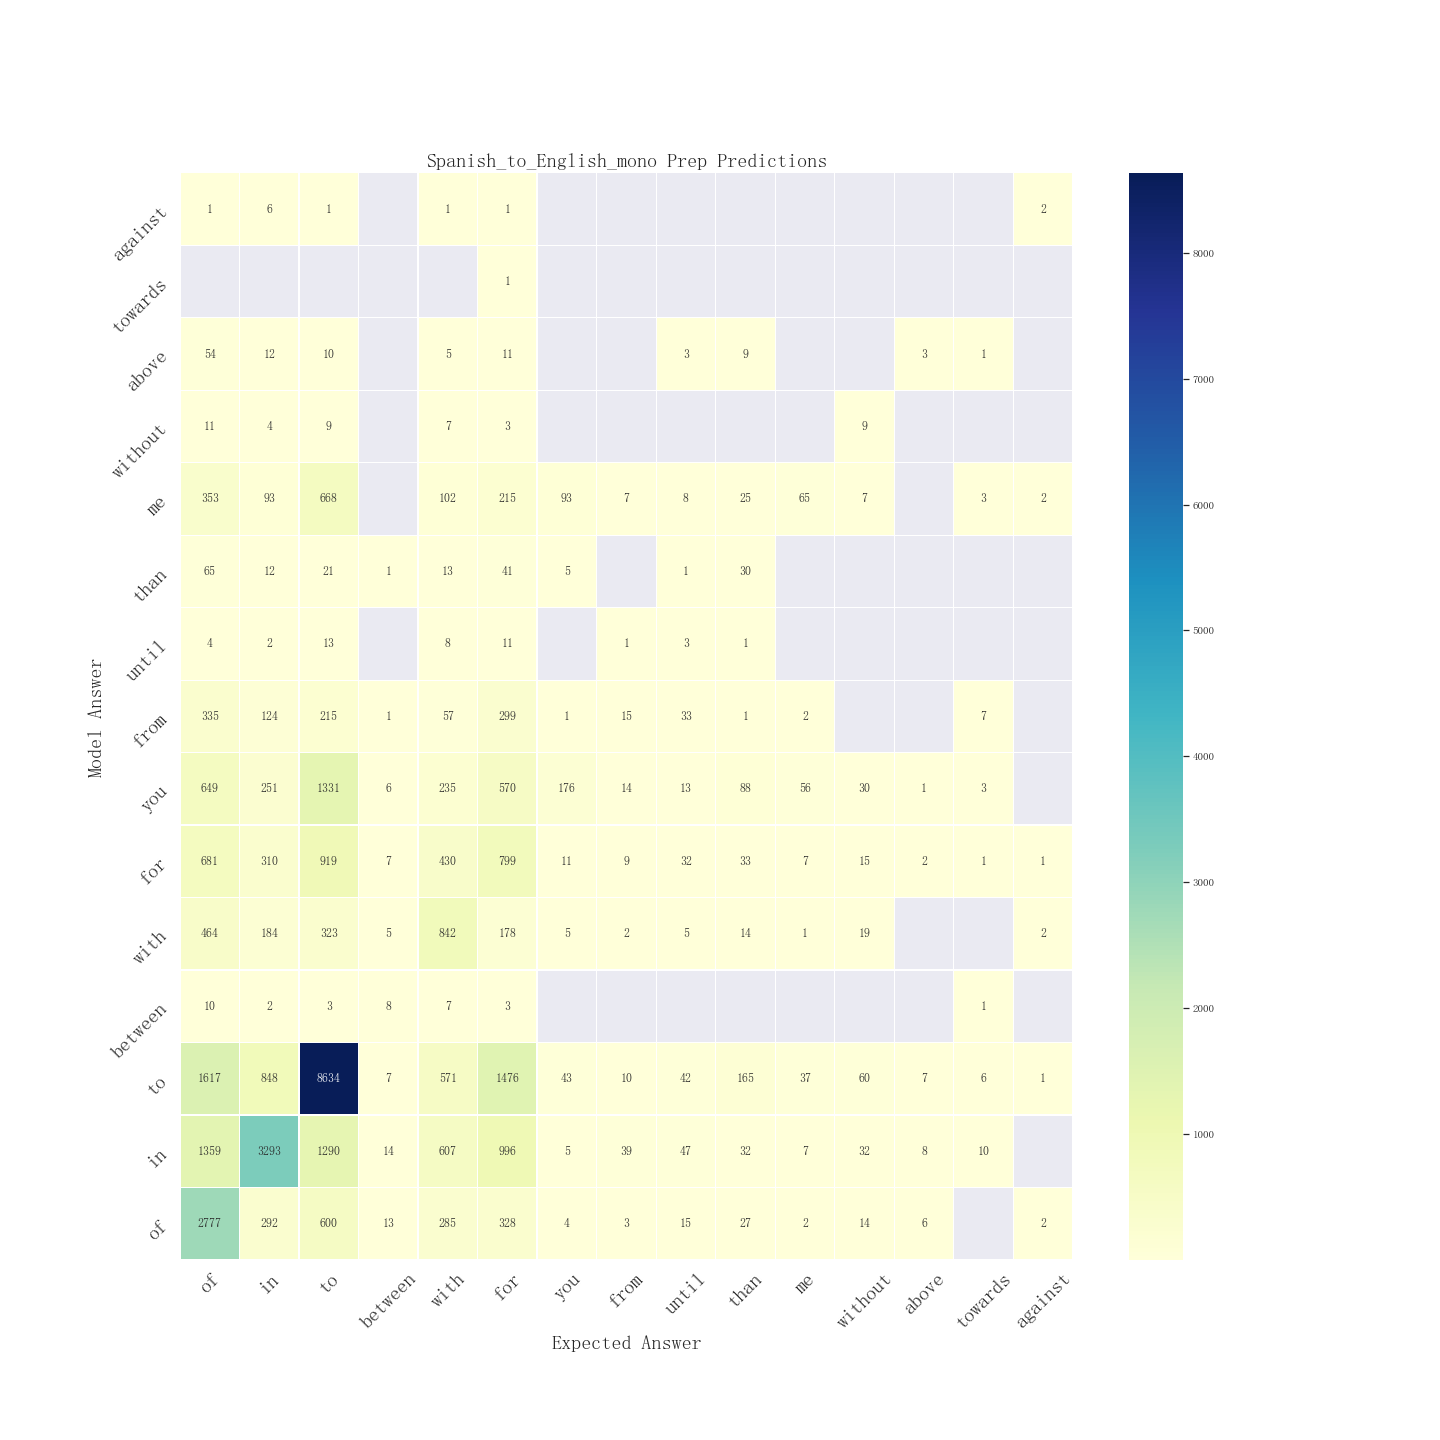 Spanish_to_English_mono Prep Predictions
against 1 6 1 1 1 2
towards 1
above 54 12 10 5 11 3 9 3 1
without 11 4 9 7 3 9
me 353 93 668 102 215 93 7 8 25 65 7 3 2
than 65 12 21 1 13 41 5 1 30
until 4 2 13 8 11 1 3 1
from 335 124 215 1 57 299 1 15 33 1 2 7
you 649 251 1331 6 235 570 176 14 13 88 56 30 1 3
for 681 310 919 7 430 799 11 9 32 33 7 15 2 1 1
with 464 184 323 5 842 178 5 2 5 14 1 19 2
between 10 2 3 8 7 3 1
to 1617 848 8634 7 571 1476 43 10 42 165 37 60 7 6 1
in 1359 3293 1290 14 607 996 5 39 47 32 7 32 8 10
of 2777 292 600 13 285 328 4 3 15 27 2 14 6 2
of in to between with for you from until than me without above towards against
Expected Answer
Model Answer
8000
7000
6000
5000
4000
3000
2000
1000